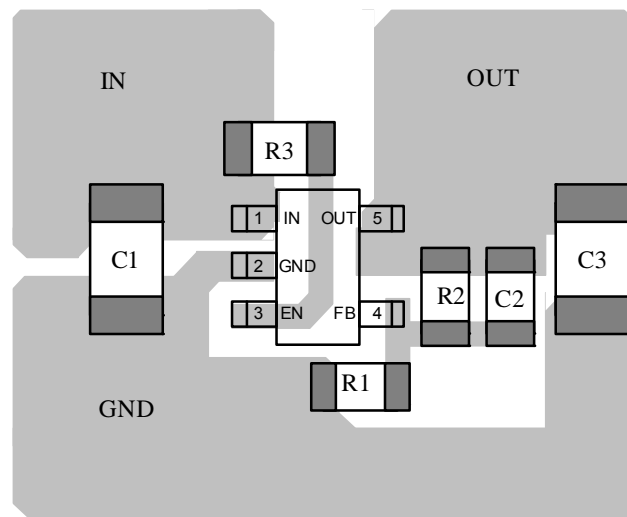 IN
OUT
R3
1 IN OUT 5
C1
2 GND
R2
C2
C3
3 EN FB 4
R1
GND